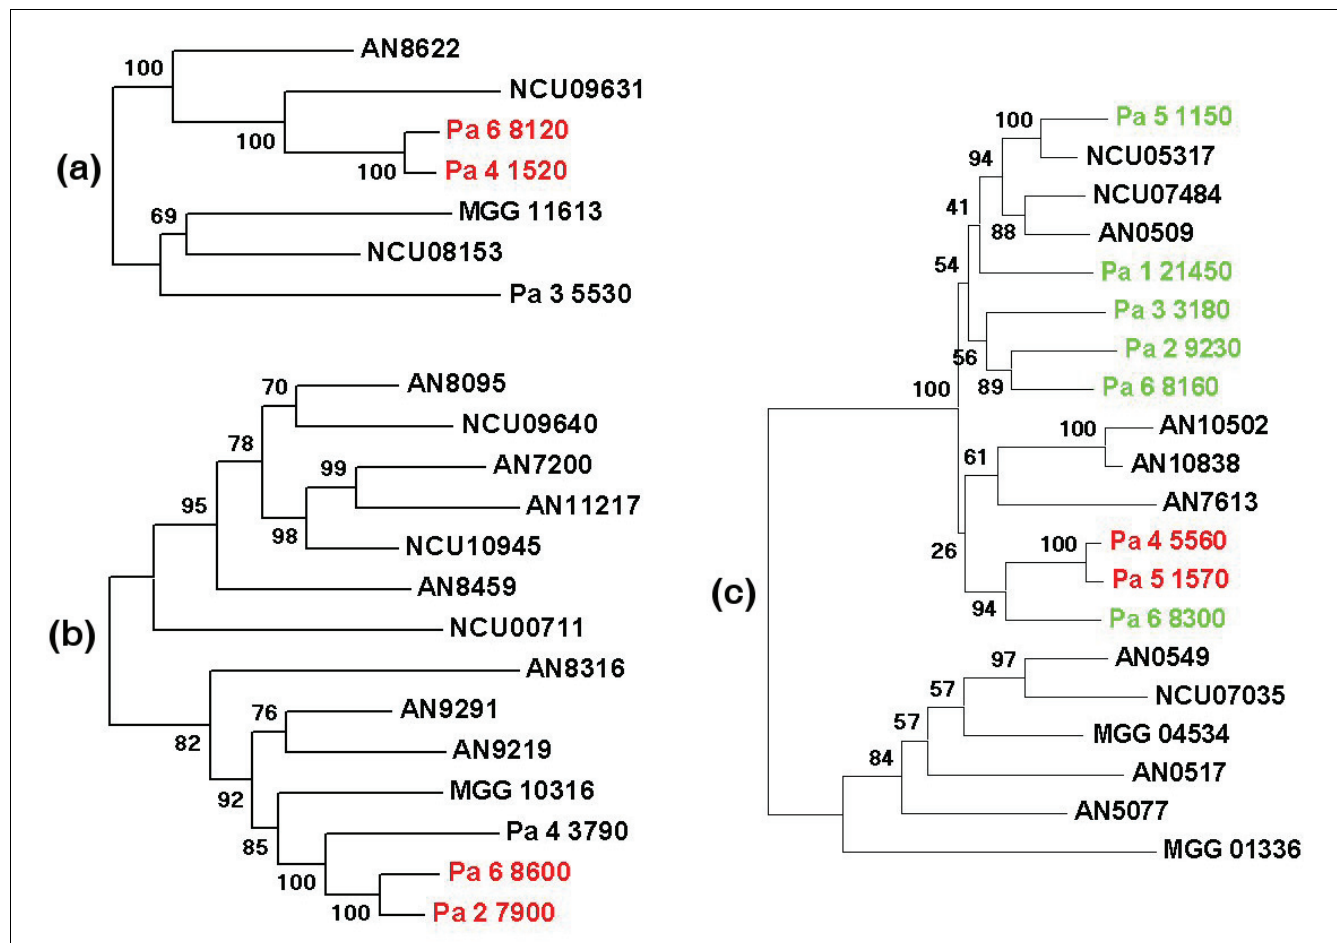 AN8622
100
NCU09631
Pa 6 8120
100
(a)
100
Pa 4 1520
69
MGG 11613
NCU08153
Pa 3 5530
AN8095
70
NCU09640
78
AN7200
99
95
AN11217
98
NCU10945
AN8459
(b)
NCU00711
AN8316
AN9291
76
82
AN9219
92
MGG 10316
85
Pa 4 3790
Pa 6 8600
100
100
Pa 2 7900
Pa 5 1150
100
94
NCU05317
NCU07484
41
88
AN0509
54
Pa 1 21450
Pa 3 3180
56
Pa 2 9230
100
89
Pa 6 8160
100
AN10502
61
AN10838
AN7613
26
100
Pa 4 5560
(c)
Pa 5 1570
94
Pa 6 8300
97
AN0549
57
NCU07035
57
MGG 04534
84
AN0517
AN5077
MGG 01336